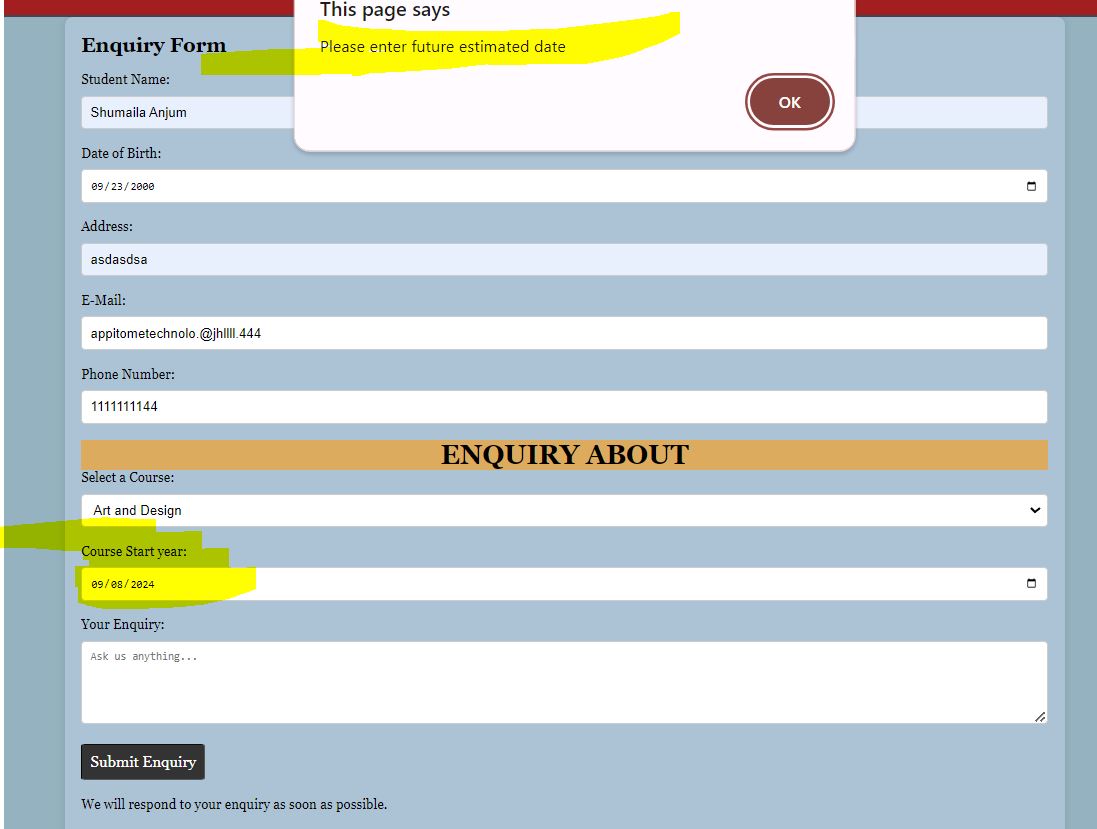 This page says
Please enter future estimated date
OK
Enquiry Form
Student Name:
Shumaila Anjum
Date of Birth:
09/23/2000
Address:
asdasdsa
E-Mail:
appitometechnolo.@jhllll.444
Phone Number:
1111111144
ENQUIRY ABOUT
Select a Course:
Art and Design
Course Start year:
09/08/2024
Your Enquiry:
Ask us anything...
Submit Enquiry
We will respond to your enquiry as soon as possible.